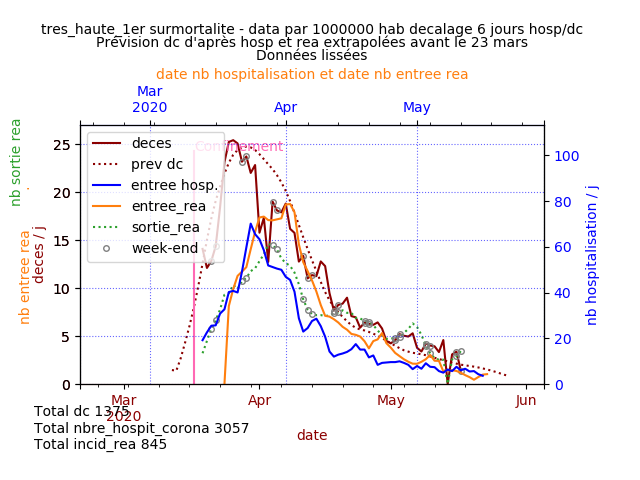 tres_haute_1er surmortalite - data par 1000000 hab decalage 6 jours hosp/dc
Prévision dc d'après hosp et rea extrapolées avant le 23 mars
Données lissées
date nb hospitalisation et date nb entree rea
Mar
2020
Apr
May
nb sortie rea
nb entree rea
deces / j
nb hospitalisation / j
Confinement
deces
prev dc
entree hosp.
entree_rea
sortie_rea
week-end
25
20
15
10
5
0
100
80
60
40
20
0
Mar
2020
Apr
May
Jun
date
Total dc 1375
Total nbre_hospit_corona 3057
Total incid_rea 845